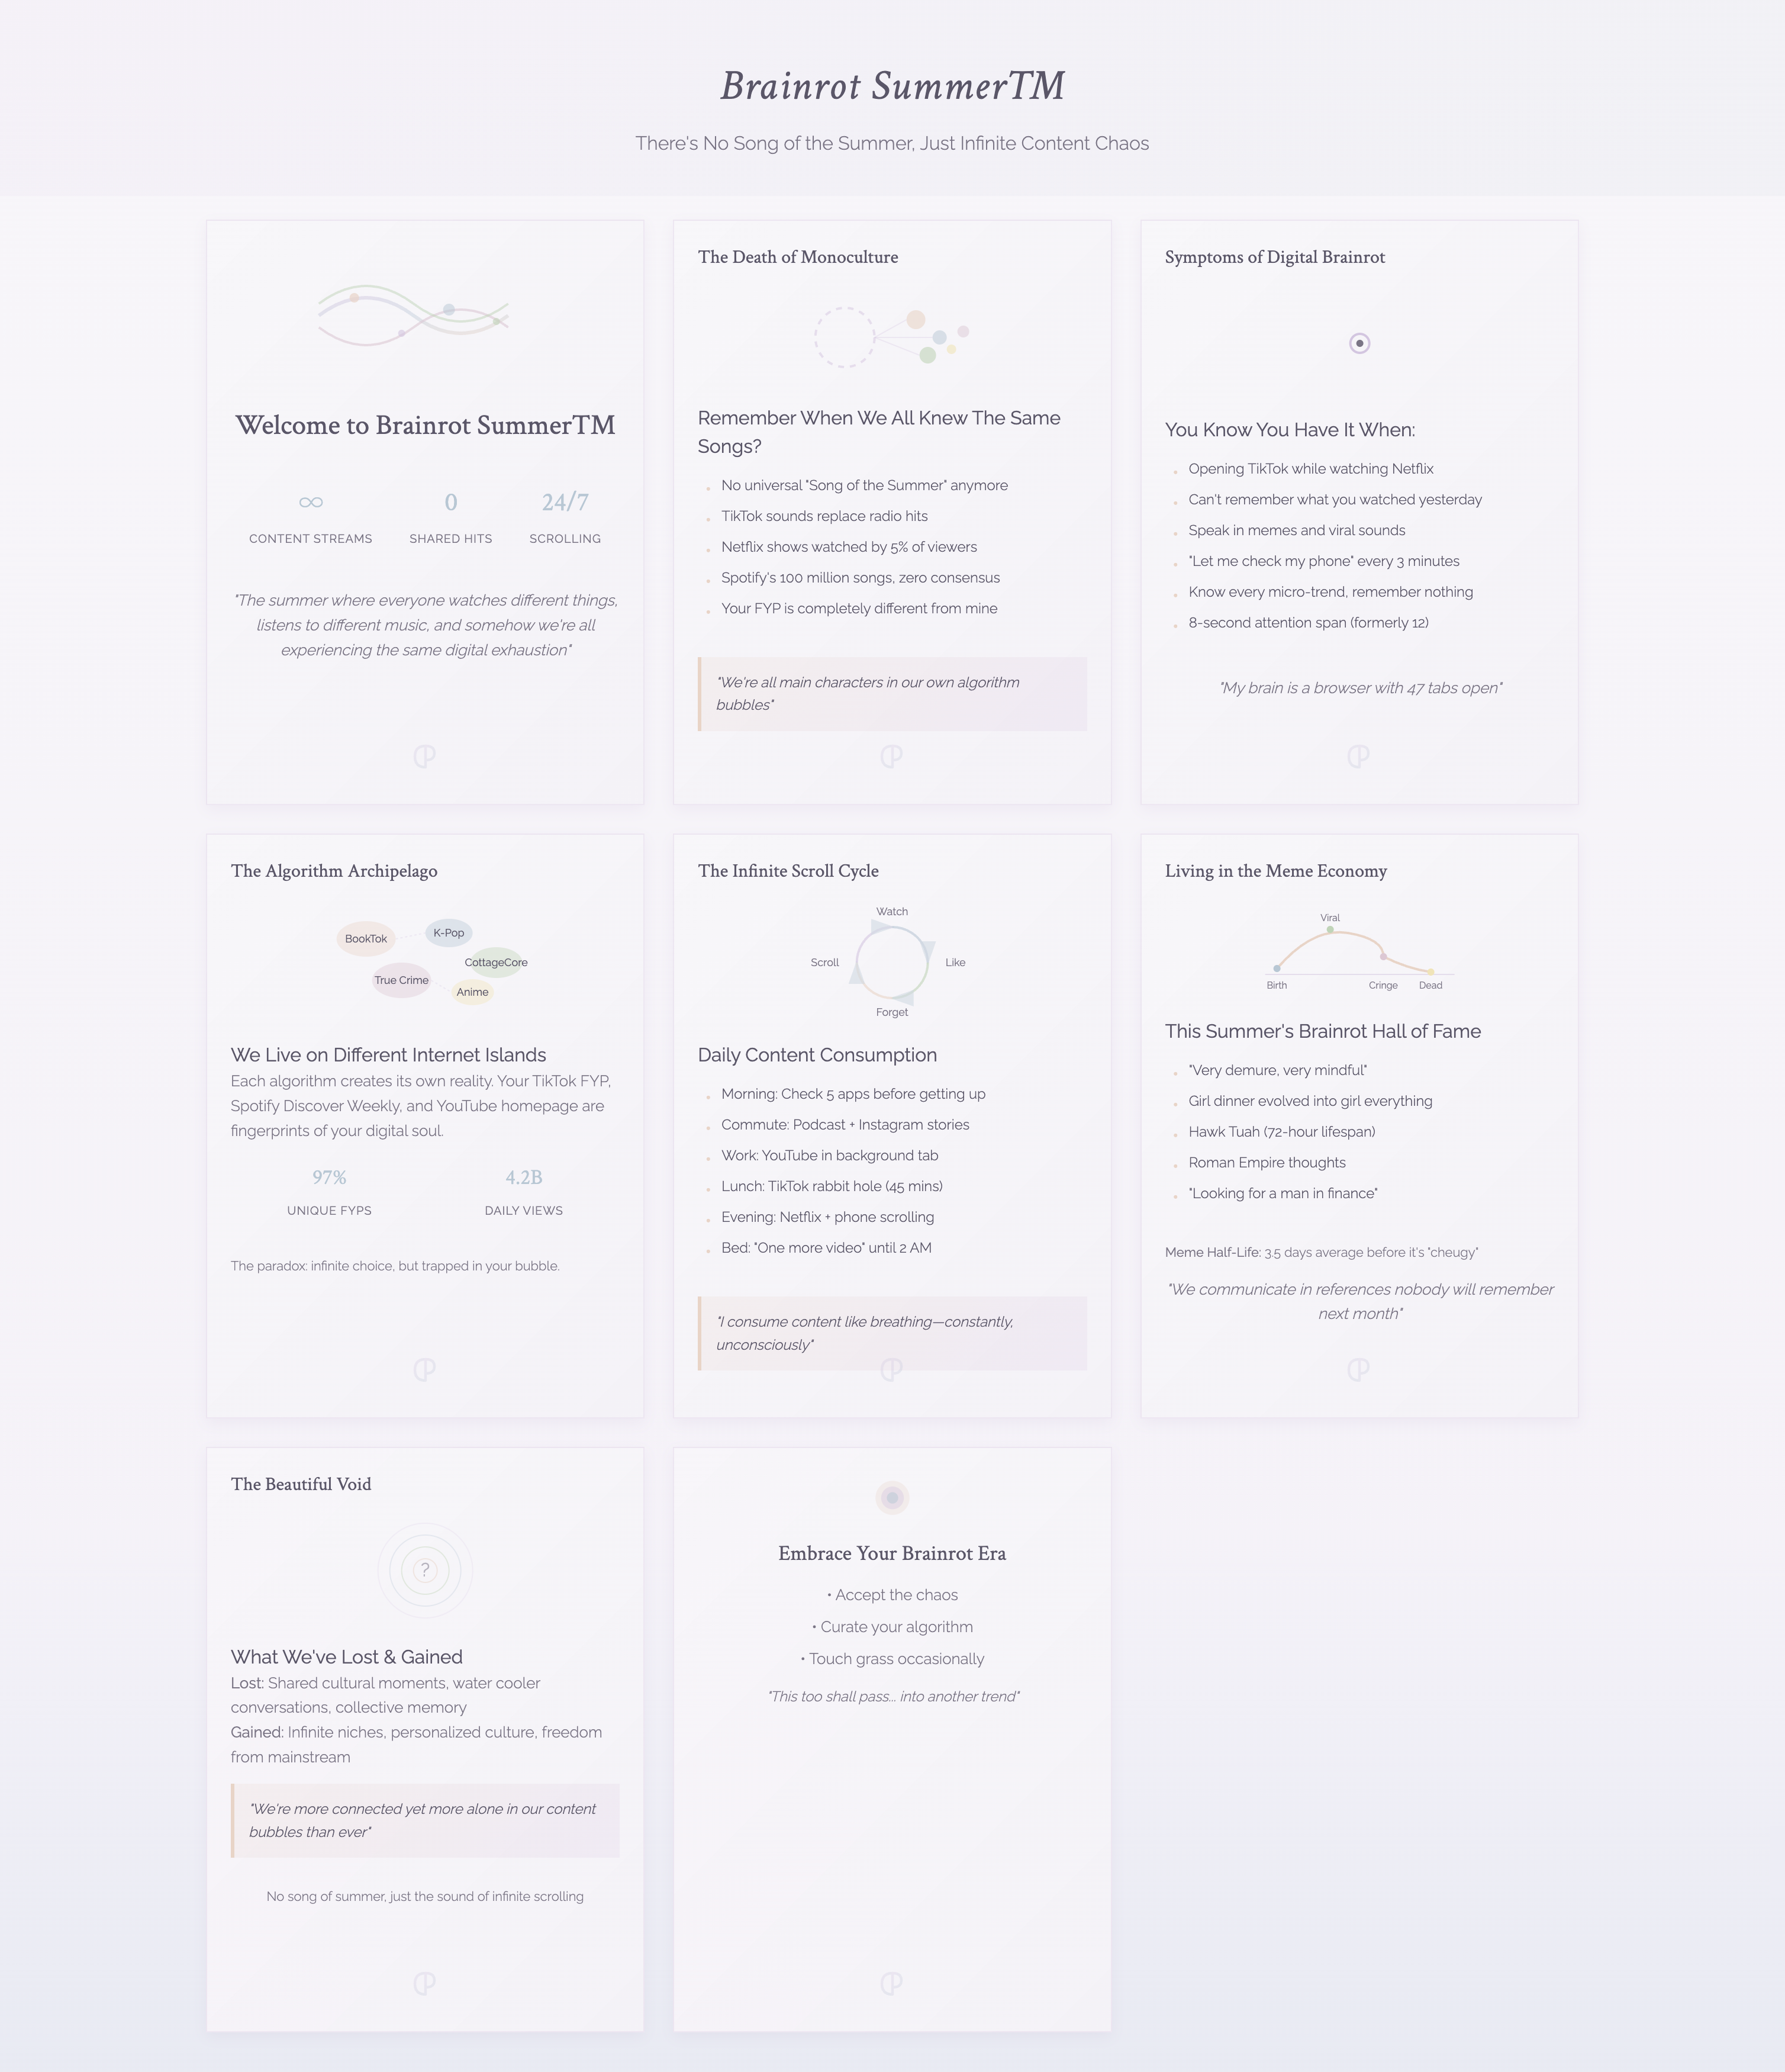 Brainrot SummerTM
There's No Song of the Summer, Just Infinite Content Chaos
Welcome to Brainrot SummerTM
∞
CONTENT STREAMS
0
SHARED HITS
24/7
SCROLLING
"The summer where everyone watches different things,
listens to different music, and somehow we're all
experiencing the same digital exhaustion"
The Death of Monoculture
Remember When We All Knew The Same
Songs?
No universal "Song of the Summer" anymore
TikTok sounds replace radio hits
Netflix shows watched by 5% of viewers
Spotify's 100 million songs, zero consensus
Your FYP is completely different from mine
"We're all main characters in our own algorithm
bubbles"
Symptoms of Digital Brainrot
You Know You Have It When:
Opening TikTok while watching Netflix
Can't remember what you watched yesterday
Speak in memes and viral sounds
"Let me check my phone" every 3 minutes
Know every micro-trend, remember nothing
8-second attention span (formerly 12)
"My brain is a browser with 47 tabs open"
The Algorithm Archipelago
BookTok
K-Pop
CottageCore
True Crime
Anime
We Live on Different Internet Islands
Each algorithm creates its own reality. Your TikTok FYP,
Spotify Discover Weekly, and YouTube homepage are
fingerprints of your digital soul.
97%
UNIQUE FYPS
4.2B
DAILY VIEWS
The paradox: infinite choice, but trapped in your bubble.
The Infinite Scroll Cycle
Watch
Scroll
Like
Forget
Daily Content Consumption
Morning: Check 5 apps before getting up
Commute: Podcast + Instagram stories
Work: YouTube in background tab
Lunch: TikTok rabbit hole (45 mins)
Evening: Netflix + phone scrolling
Bed: "One more video" until 2 AM
"I consume content like breathing—constantly,
unconsciously"
Living in the Meme Economy
Viral
Birth
Cringe
Dead
This Summer's Brainrot Hall of Fame
"Very demure, very mindful"
Girl dinner evolved into girl everything
Hawk Tuah (72-hour lifespan)
Roman Empire thoughts
"Looking for a man in finance"
Meme Half-Life: 3.5 days average before it's "cheugy"
"We communicate in references nobody will remember
next month"
The Beautiful Void
?
What We've Lost & Gained
Lost: Shared cultural moments, water cooler
conversations, collective memory
Gained: Infinite niches, personalized culture, freedom
from mainstream
"We're more connected yet more alone in our content
bubbles than ever"
No song of summer, just the sound of infinite scrolling
Embrace Your Brainrot Era
• Accept the chaos
• Curate your algorithm
• Touch grass occasionally
"This too shall pass... into another trend"